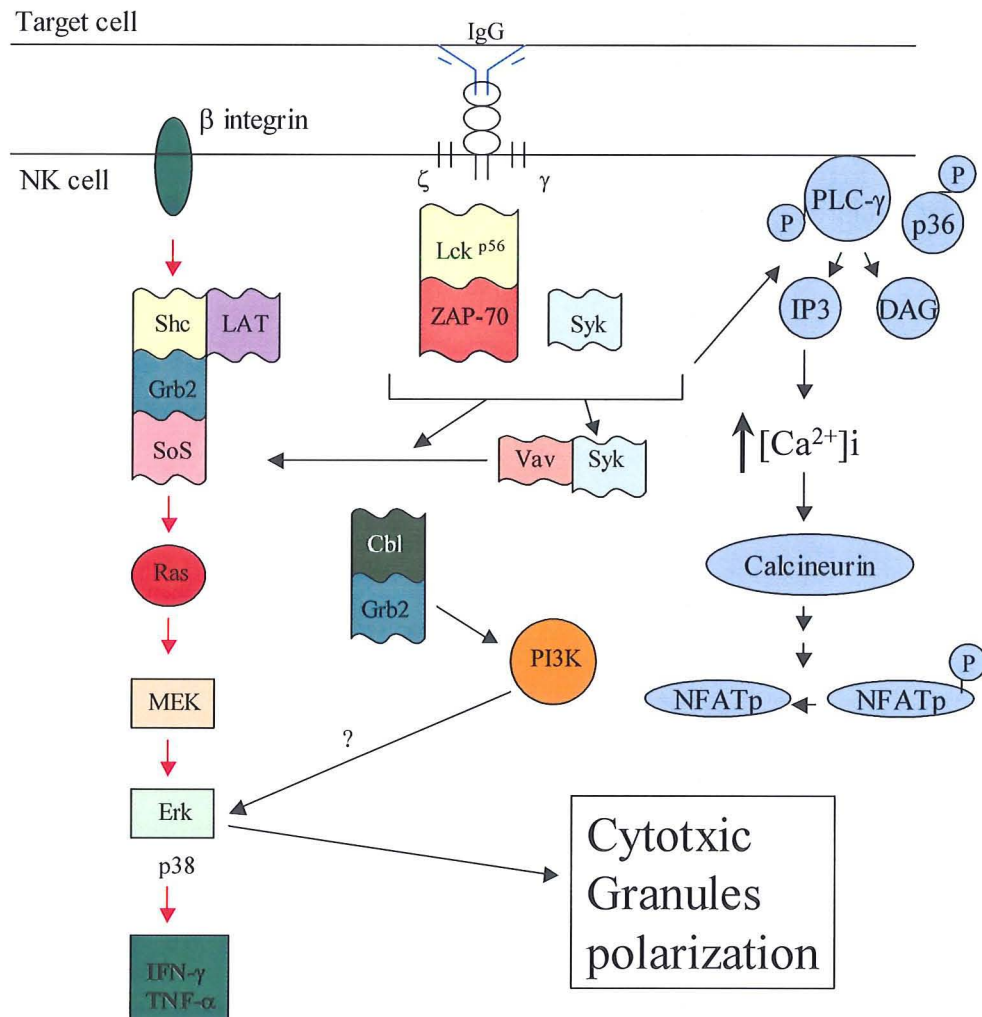 Target cell
IgG
β integrin
NK cell
ζ
γ
Lck p56
ZAP-70
Syk
Shc
LAT
Grb2
SoS
Vav
Syk
Cbl
Grb2
PI3K
?
Ras
MEK
Erk
p38
IFN-γ
TNF-α
P
PLC-γ
P
p36
IP3
DAG
[Ca²⁺]i
Calcineurin
NFATp
NFATp
P
Cytotxic
Granules
polarization